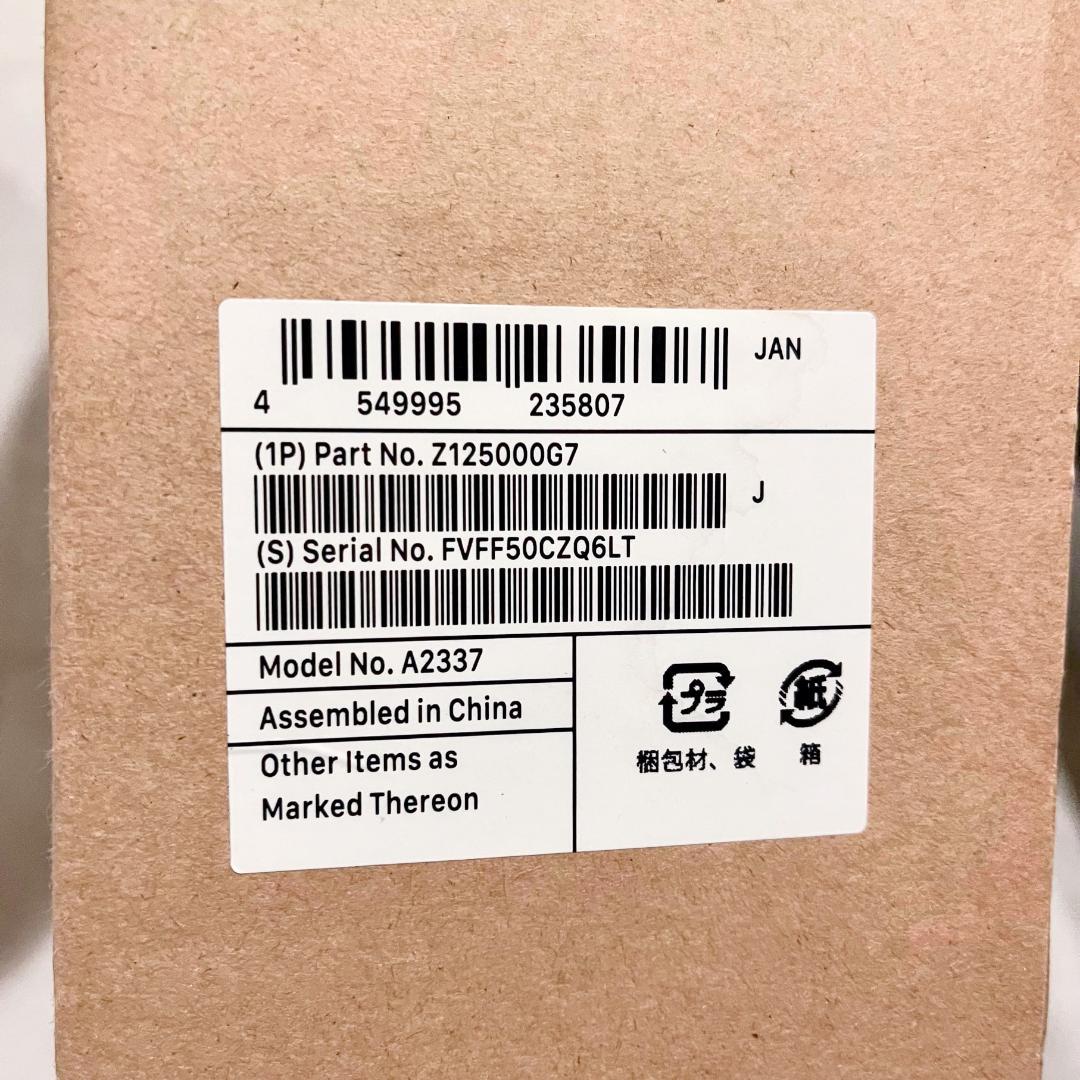 JAN
4 549995 235807
(1P) Part No. Z125000G7
J
(S) Serial No. FVFF50CZQ6LT
Model No. A2337
Assembled in China
Other Items as
Marked Thereon
プラ 紙
梱包材、袋 箱